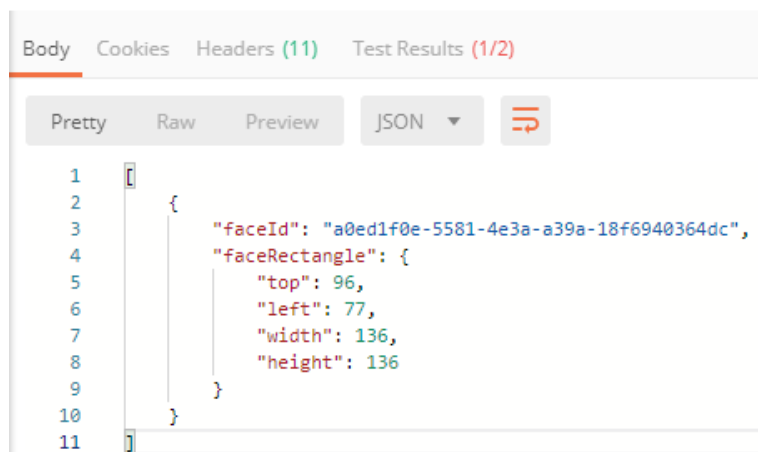 Body Cookies Headers (11) Test Results (1/2)
Pretty Raw Preview JSON
1 [
2 {
3 "faceId": "a0ed1f0e-5581-4e3a-a39a-18f6940364dc",
4 "faceRectangle": {
5 "top": 96,
6 "left": 77,
7 "width": 136,
8 "height": 136
9 }
10 }
11 ]